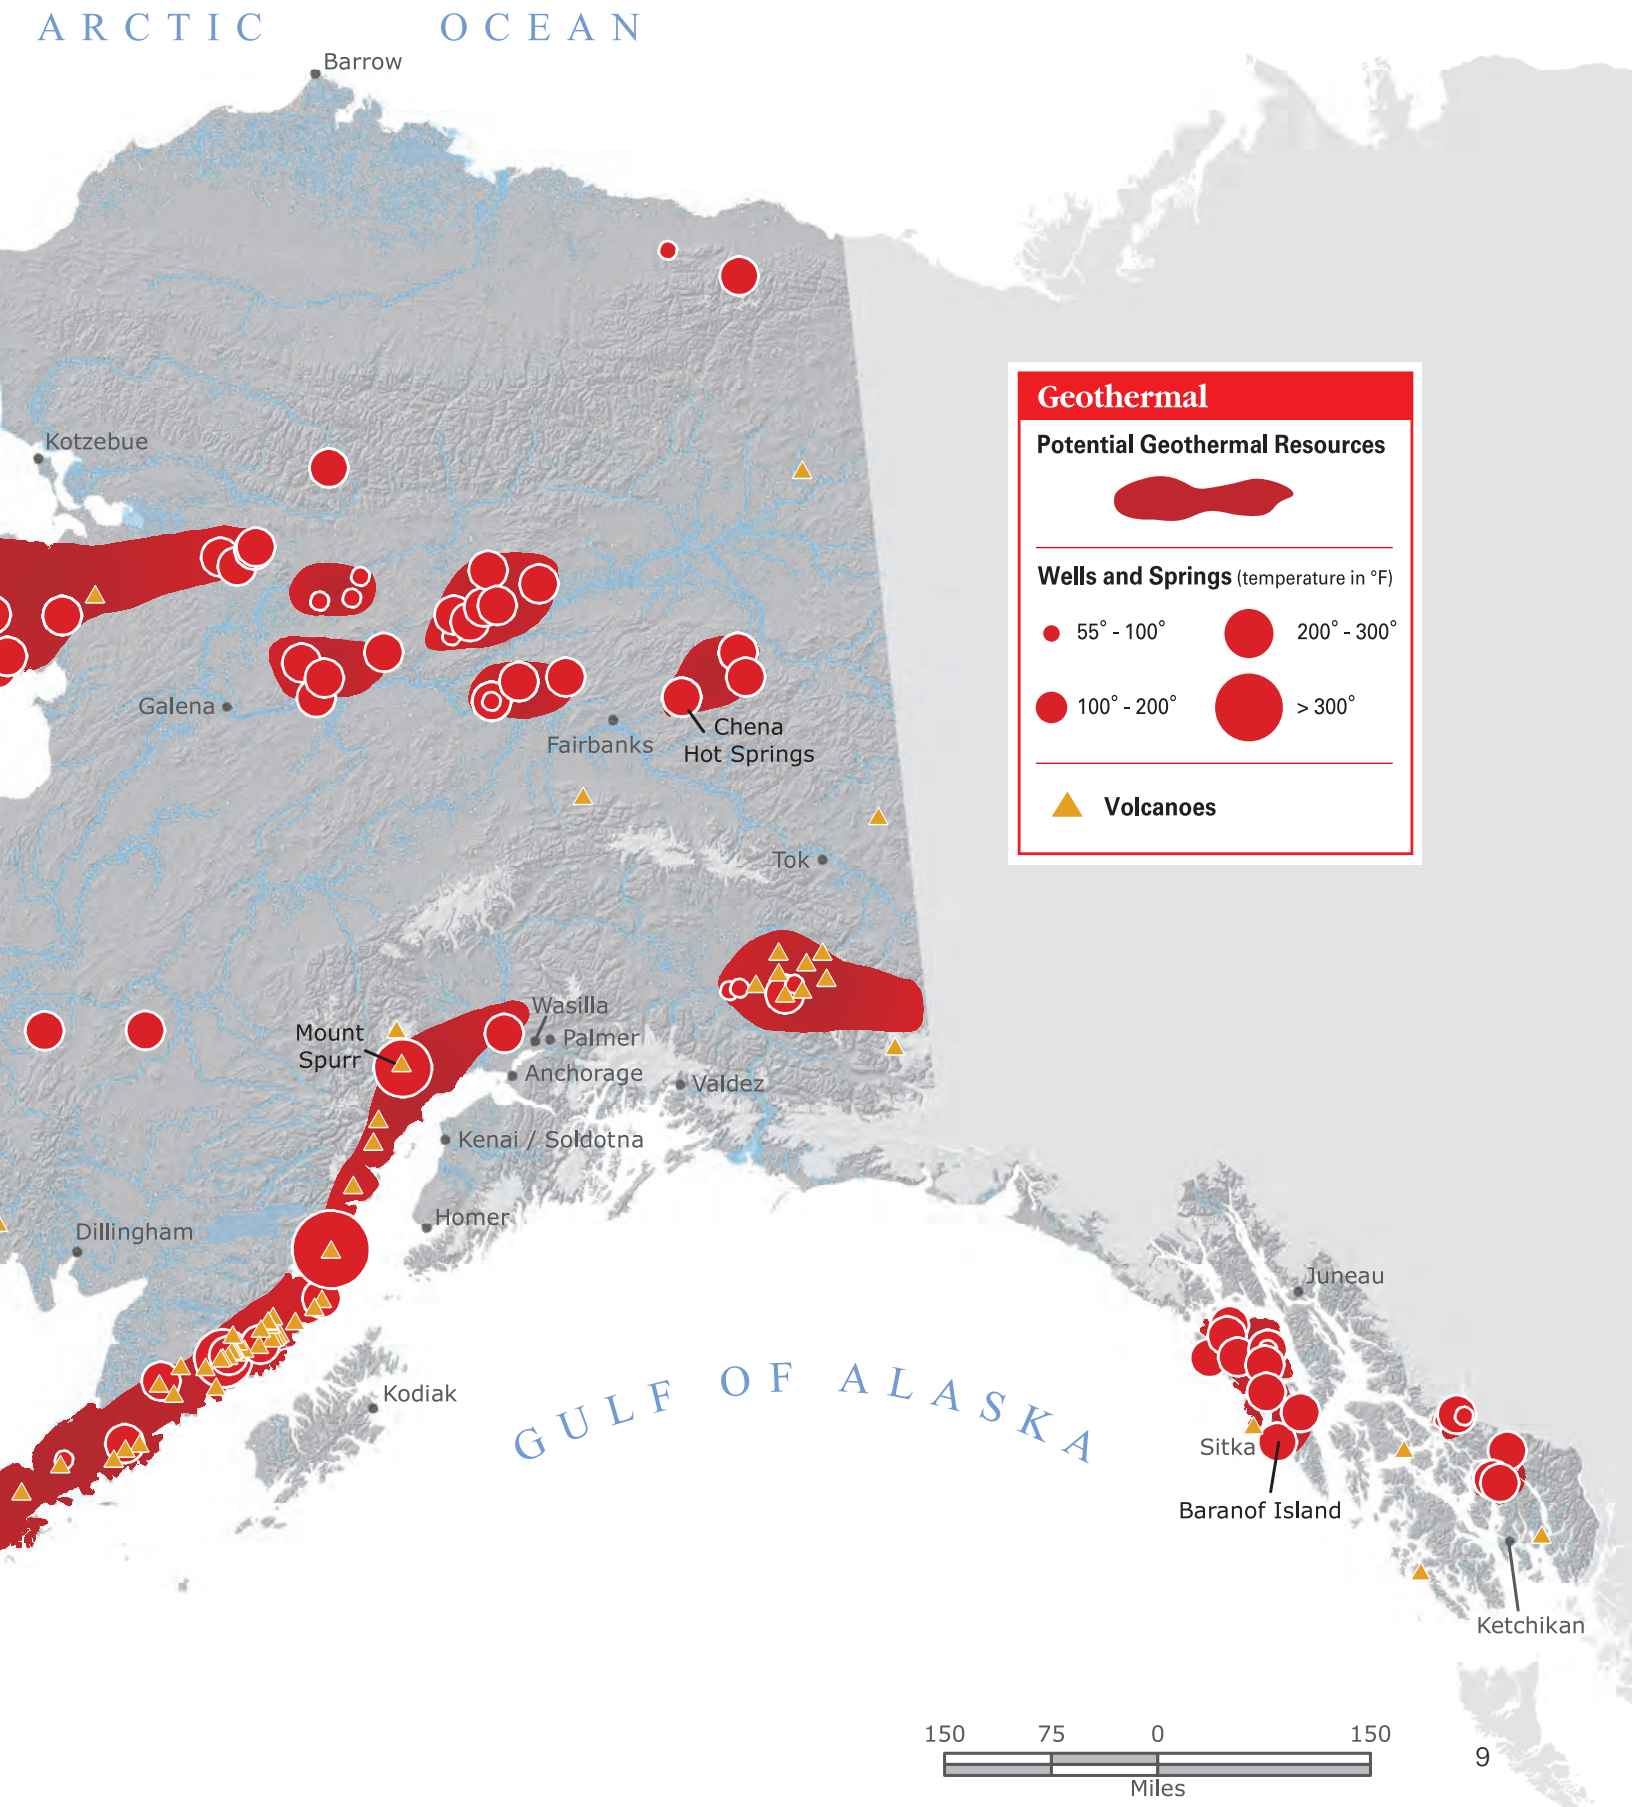 ARCTIC OCEAN
Barrow
Kotzebue
Geothermal
Potential Geothermal Resources
Wells and Springs (temperature in °F)
55° - 100°
200° - 300°
100° - 200°
> 300°
Volcanoes
Galena
Fairbanks
Chena
Hot Springs
Tok
Mount
Spurr
Wasilla
Palmer
Anchorage
Valdez
Kenai / Soldotna
Homer
Dillingham
Kodiak
GULF OF ALASKA
Juneau
Sitka
Baranof Island
Ketchikan
150 75 0 150
Miles
9